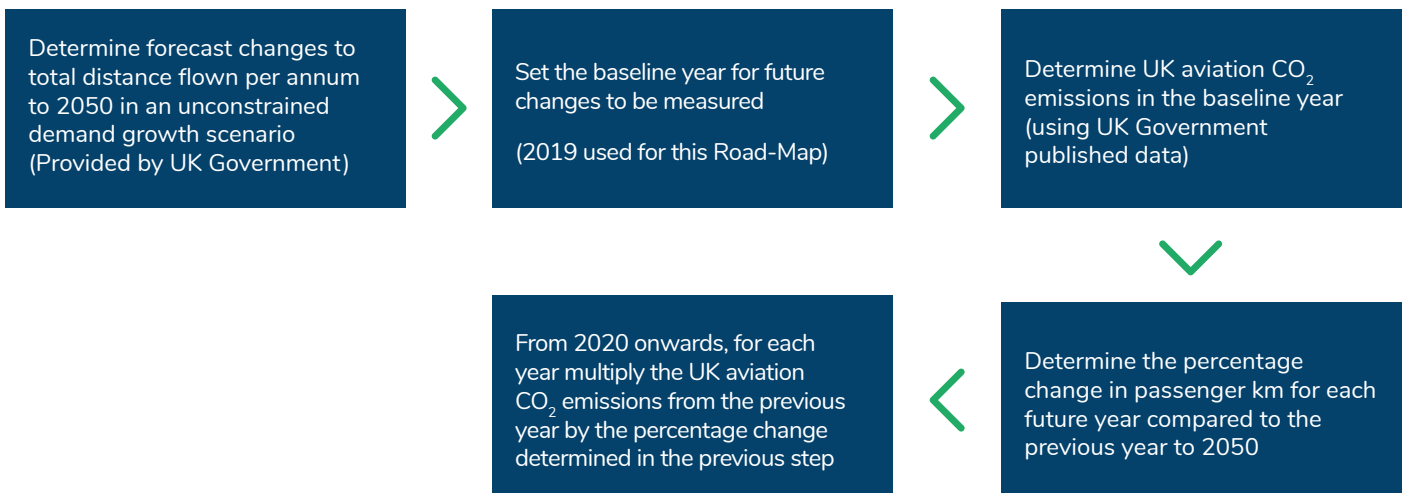 Determine forecast changes to
total distance flown per annum
to 2050 in an unconstrained
demand growth scenario
(Provided by UK Government)
Set the baseline year for future
changes to be measured
(2019 used for this Road-Map)
Determine UK aviation CO₂
emissions in the baseline year
(using UK Government
published data)
Determine the percentage
change in passenger km for each
future year compared to the
previous year to 2050
From 2020 onwards, for each
year multiply the UK aviation
CO₂ emissions from the previous
year by the percentage change
determined in the previous step